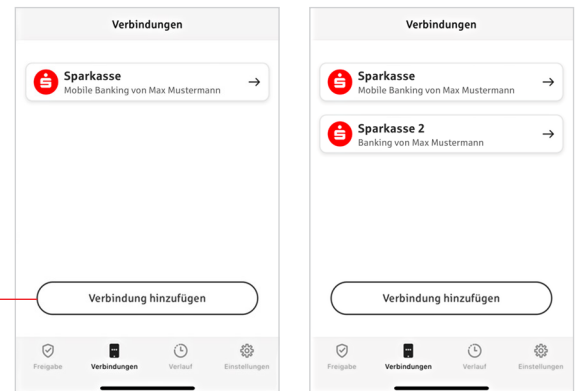 Verbindungen
Sparkasse
Mobile Banking von Max Mustermann
Verbindung hinzufügen
Freigabe
Verbindungen
Verlauf
Einstellungen
Verbindungen
Sparkasse
Mobile Banking von Max Mustermann
Sparkasse 2
Banking von Max Mustermann
Verbindung hinzufügen
Freigabe
Verbindungen
Verlauf
Einstellungen